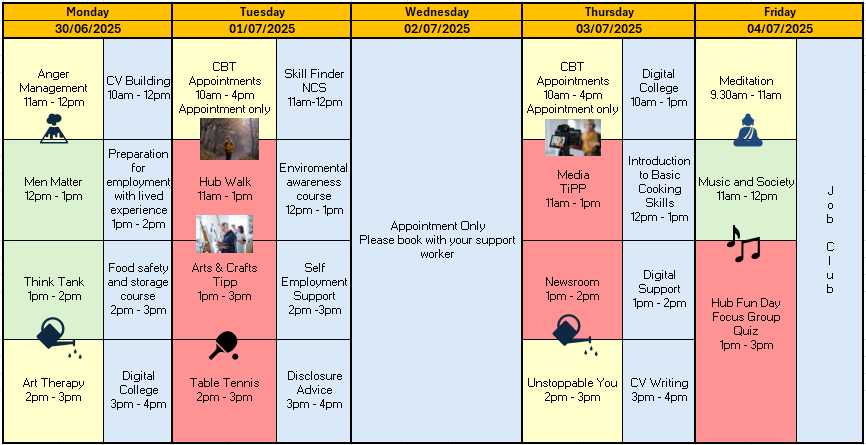 Monday
Tuesday
Wednesday
Thursday
Friday
30/06/2025
01/07/2025
02/07/2025
03/07/2025
04/07/2025
Anger
Management
11am - 12pm
CV Building
10am - 12pm
CBT
Appointments
10am - 4pm
Appointment only
Skill Finder
NCS
11am-12pm
Appointment Only
Please book with your support
worker
CBT
Appointments
10am - 4pm
Appointment only
Digital
College
10am - 1pm
Meditation
9.30am - 11am
Job Club
Men Matter
12pm - 1pm
Preparation
for
employment
with lived
experience
1pm - 2pm
Hub Walk
11am - 1pm
Enviromental
awareness
course
12pm - 1pm
Media
TiPP
11am - 1pm
Introduction
to Basic
Cooking
Skills
12pm - 1pm
Music and Society
11am - 12pm
Think Tank
1pm - 2pm
Food safety
and storage
course
2pm - 3pm
Arts & Crafts
Tipp
1pm - 3pm
Self
Employment
Support
2pm -3pm
Newsroom
1pm - 2pm
Digital
Support
1pm - 2pm
Hub Fun Day
Focus Group
Quiz
1pm - 3pm
Art Therapy
2pm - 3pm
Digital
College
3pm - 4pm
Table Tennis
2pm - 3pm
Disclosure
Advice
3pm - 4pm
Unstoppable You
2pm - 3pm
CV Writing
3pm - 4pm